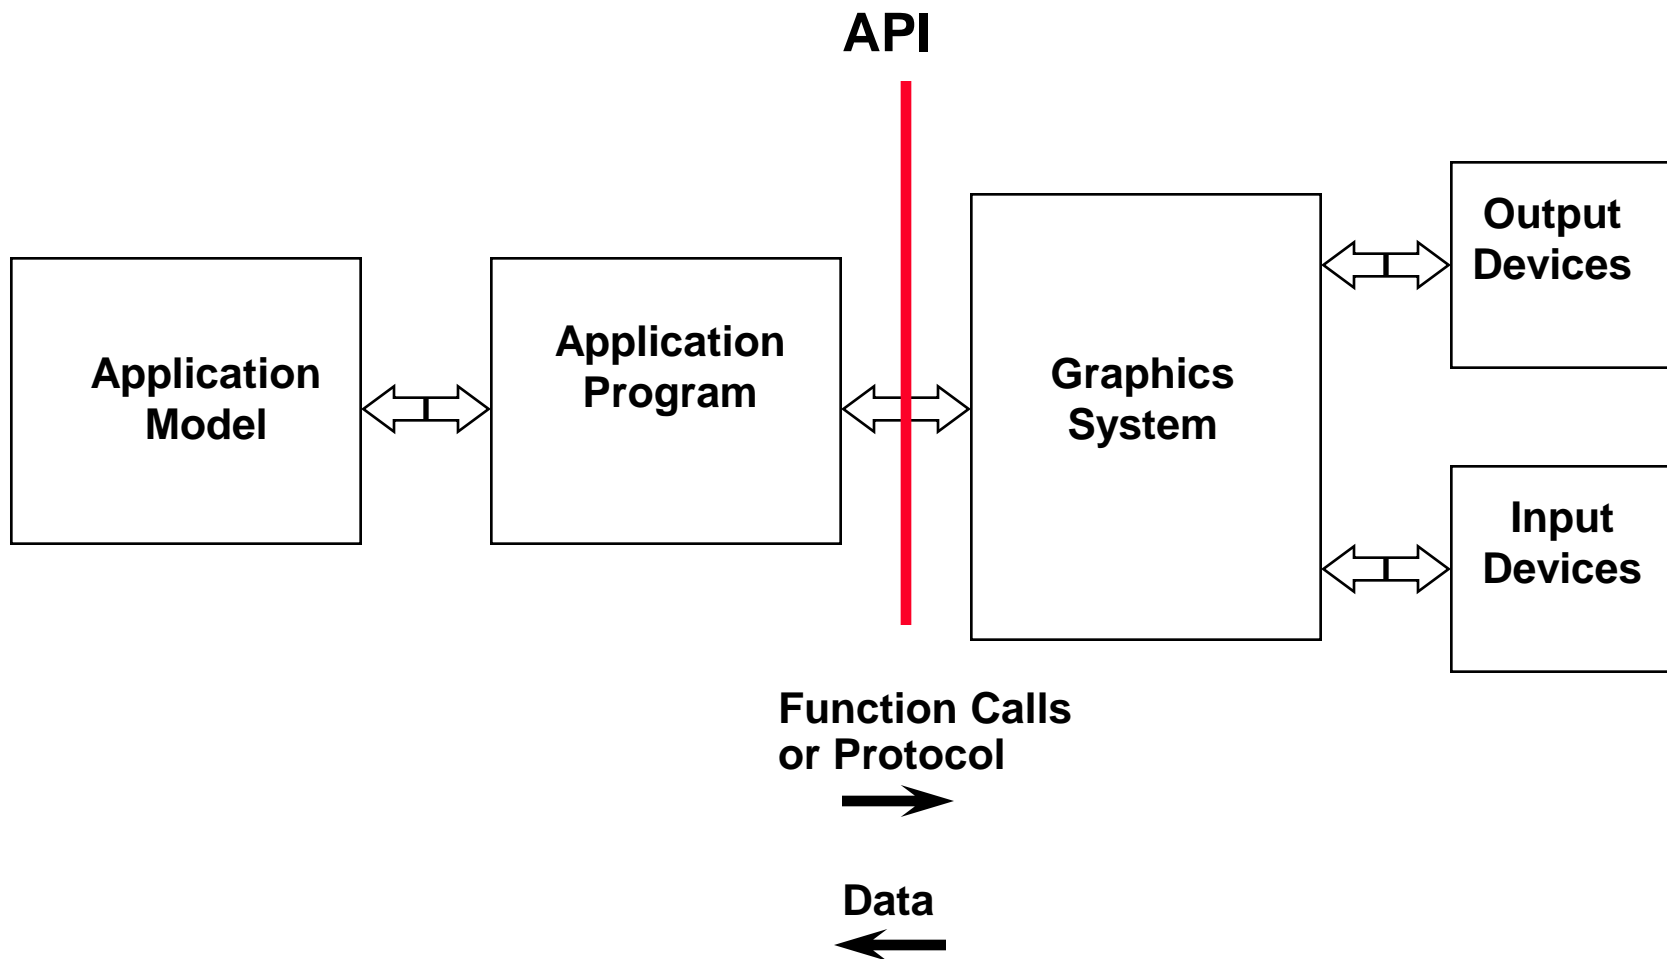 API
Application
Model
Application
Program
Graphics
System
Output
Devices
Input
Devices
Function Calls
or Protocol
Data